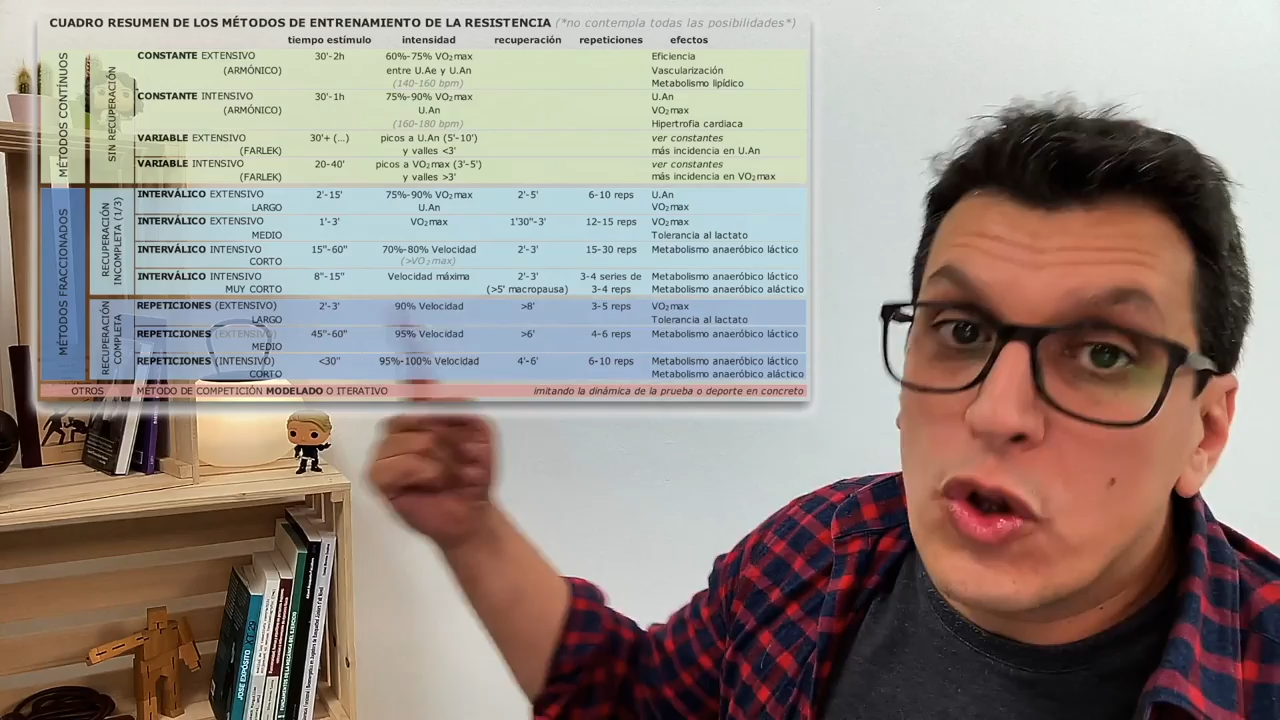 CUADRO RESUMEN DE LOS MÉTODOS DE ENTRENAMIENTO DE LA RESISTENCIA (*no contempla todas las posibilidades*)
tiempo estímulo intensidad recuperación repeticiones efectos
MÉTODOS CONTÍNUOS
SIN RECUPERACIÓN
CONSTANTE EXTENSIVO 30'-2h 60%-75% VO₂max Eficiencia
(ARMÓNICO) entre U.Ae y U.An Vascularización
(140-160 bpm) Metabolismo lipídico
CONSTANTE INTENSIVO 30'-1h 75%-90% VO₂max U.An
(ARMÓNICO) U.An VO₂max
(160-180 bpm) Hipertrofia cardiaca
VARIABLE EXTENSIVO 30'+ (...) picos a U.An (5'-10') ver constantes
(FARLEK) y valles <3' más incidencia en U.An
VARIABLE INTENSIVO 20-40' picos a VO₂max (3'-5') ver constantes
(FARLEK) y valles >3' más incidencia en VO₂max
MÉTODOS FRACCIONADOS
RECUPERACIÓN
INCOMPLETA (1/3)
INTERVÁLICO EXTENSIVO 2'-15' 75%-90% VO₂max 2'-5' 6-10 reps U.An
LARGO U.An VO₂max
INTERVÁLICO EXTENSIVO 1'-3' VO₂max 1'30"-3' 12-15 reps VO₂max
MEDIO Tolerancia al lactato
INTERVÁLICO INTENSIVO 15"-60" 70%-80% Velocidad 2'-3' 15-30 reps Metabolismo anaeróbico láctico
CORTO (>VO₂max)
INTERVÁLICO INTENSIVO 8"-15" Velocidad máxima 2'-3' 3-4 series de Metabolismo anaeróbico láctico
MUY CORTO (>5' macropausa) 3-4 reps Metabolismo anaeróbico aláctico
RECUPERACIÓN
COMPLETA
REPETICIONES (EXTENSIVO) 2'-3' 90% Velocidad >8' 3-5 reps VO₂max
LARGO Tolerancia al lactato
REPETICIONES (EXTENSIVO) 45"-60" 95% Velocidad >6' 4-6 reps Metabolismo anaeróbico láctico
MEDIO
REPETICIONES (INTENSIVO) <30" 95%-100% Velocidad 4'-6' 6-10 reps Metabolismo anaeróbico láctico
CORTO Metabolismo anaeróbico aláctico
OTROS MÉTODO DE COMPETICIÓN MODELADO O ITERATIVO imitando la dinámica de la prueba o deporte en concreto
JOSE EXPÓSITO